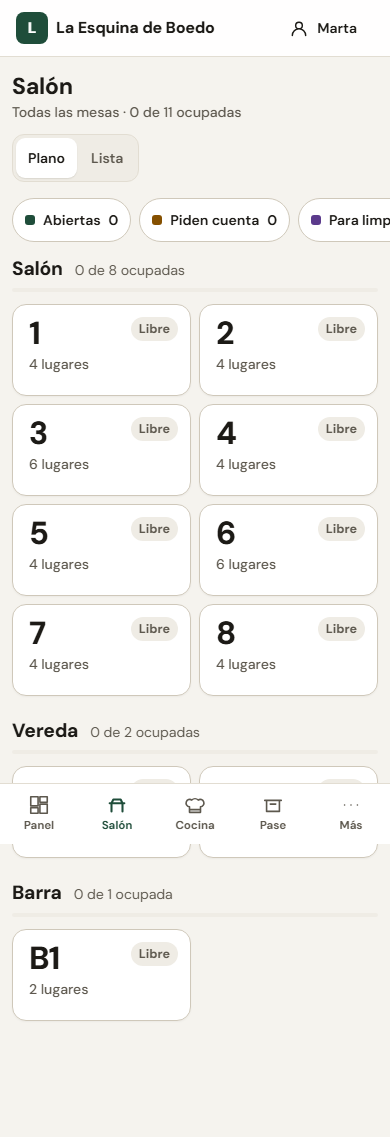 L La Esquina de Boedo Marta
Salón
Todas las mesas · 0 de 11 ocupadas
Plano Lista
Abiertas 0 Piden cuenta 0 Para limp
Salón 0 de 8 ocupadas
1 Libre 2 Libre
4 lugares 4 lugares
3 Libre 4 Libre
6 lugares 4 lugares
5 Libre 6 Libre
4 lugares 6 lugares
7 Libre 8 Libre
4 lugares 4 lugares
Vereda 0 de 2 ocupadas
Panel Salón Cocina Pase Más
Barra 0 de 1 ocupada
B1 Libre
2 lugares